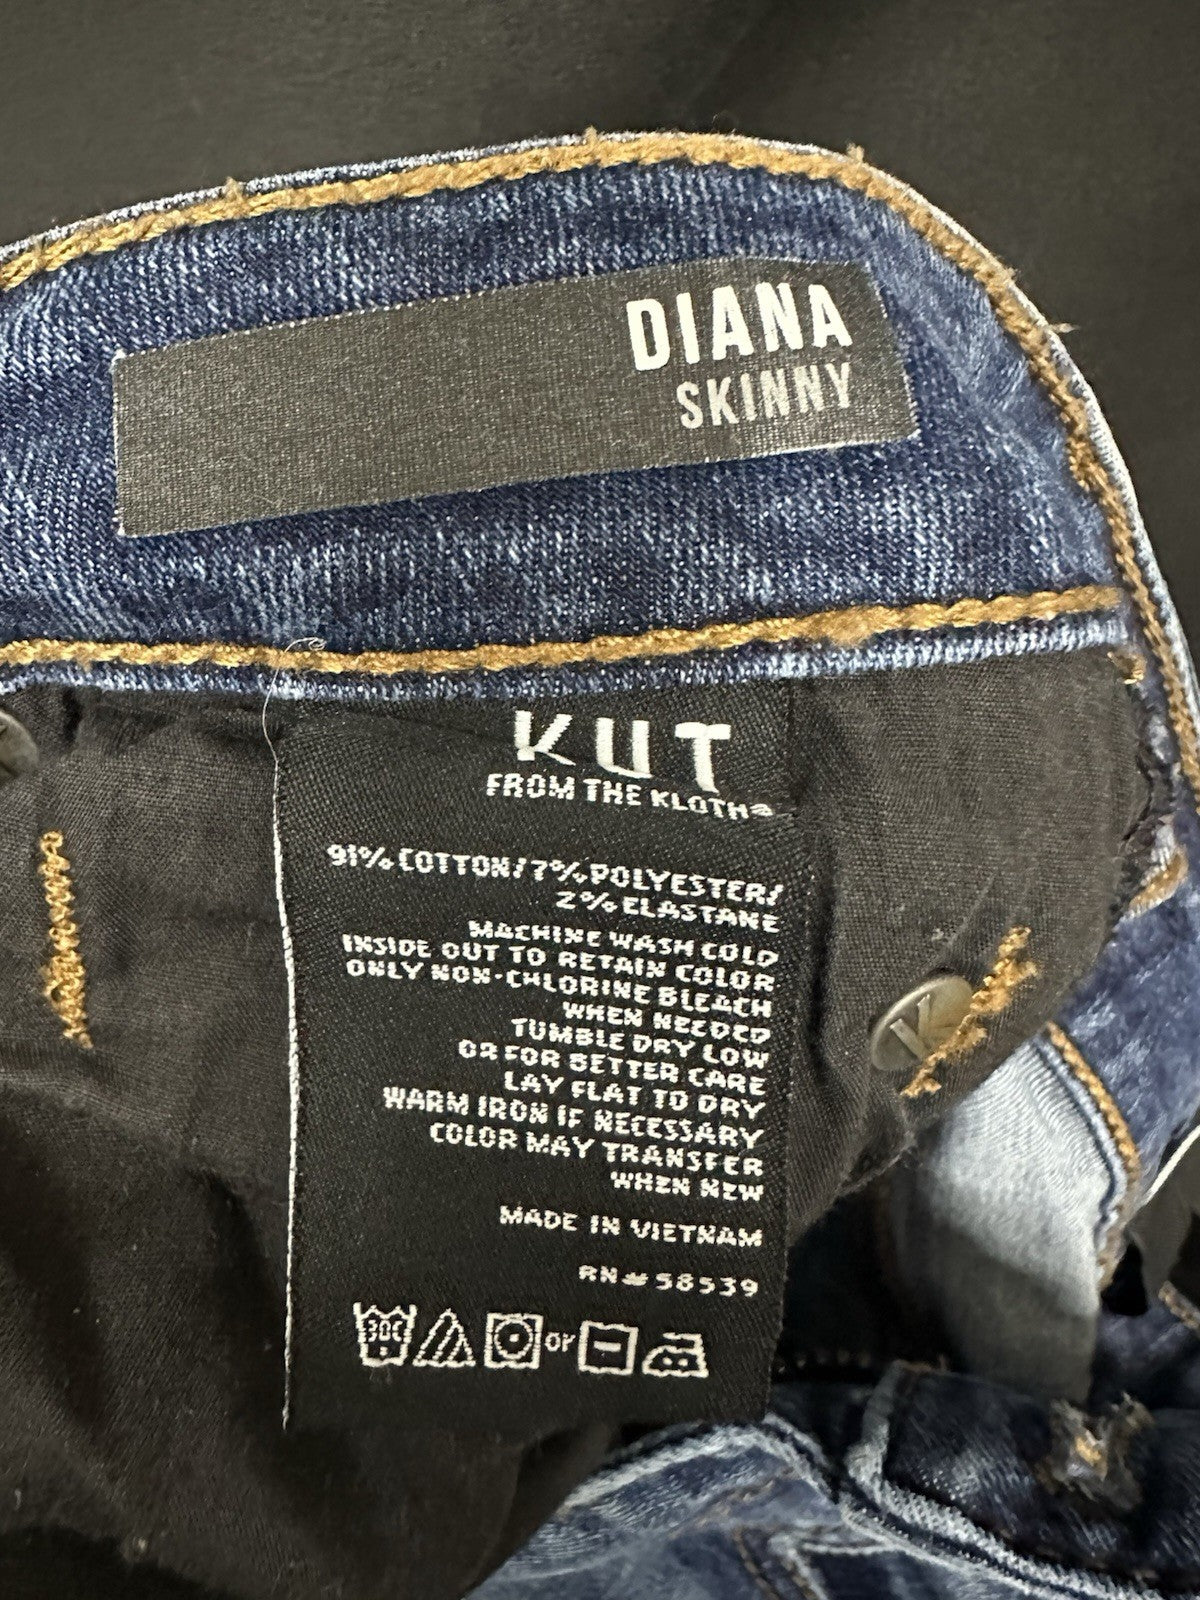 DIANA
SKINNY
KUT
FROM THE KLOTH®
91% COTTON/7% POLYESTER/
2% ELASTANE
MACHINE WASH COLD
INSIDE OUT TO RETAIN COLOR
ONLY NON-CHLORINE BLEACH
WHEN NEEDED
TUMBLE DRY LOW
OR FOR BETTER CARE
LAY FLAT TO DRY
WARM IRON IF NECESSARY
COLOR MAY TRANSFER
WHEN NEW
MADE IN VIETNAM
RN#58539
30C or